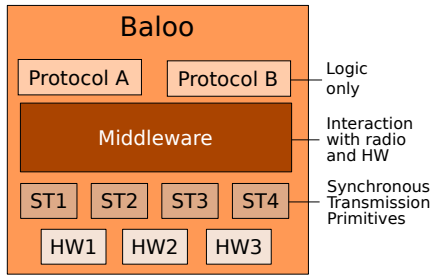 Baloo
Protocol A
Protocol B
Logic
only
Middleware
Interaction
with radio
and HW
ST1
ST2
ST3
ST4
Synchronous
Transmission
Primitives
HW1
HW2
HW3